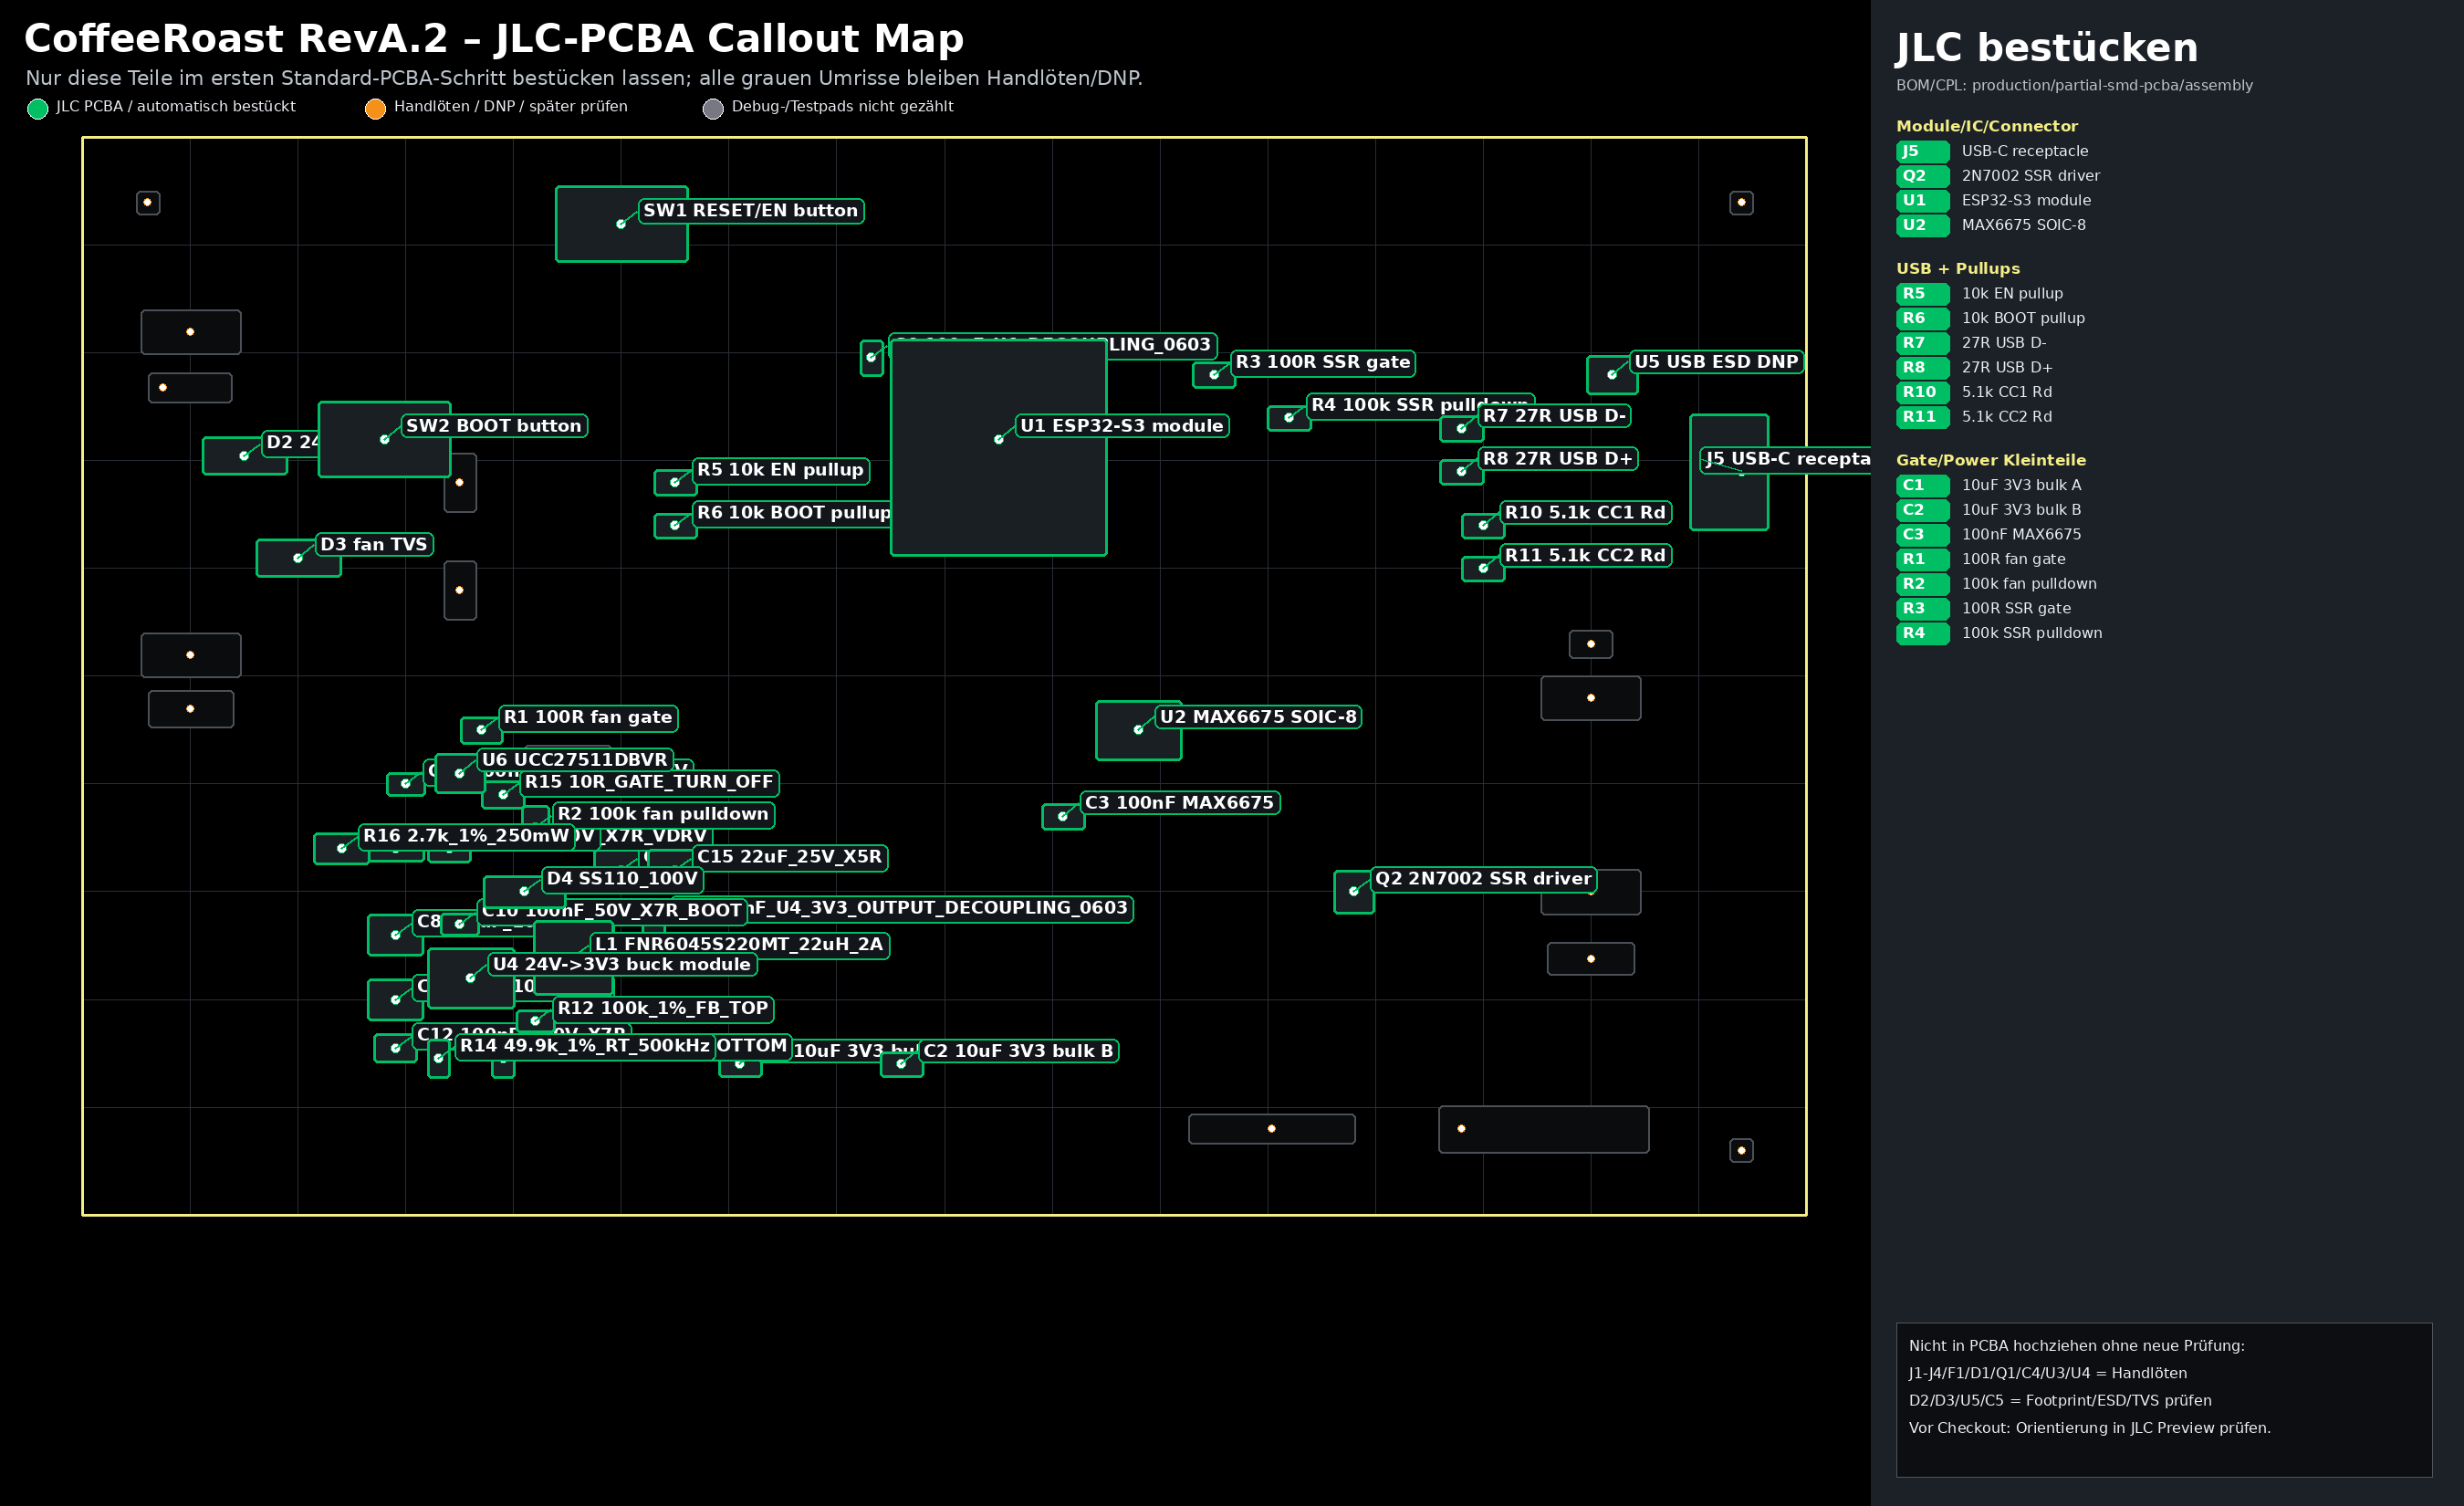 CoffeeRoast RevA.2 – JLC-PCBA Callout Map
Nur diese Teile im ersten Standard-PCBA-Schritt bestücken lassen; alle grauen Umrisse bleiben Handlöten/DNP.
JLC PCBA / automatisch bestückt
Handlöten / DNP / später prüfen
Debug-/Testpads nicht gezählt
SW1 RESET/EN button
R3 100R SSR gate
U5 USB ESD DNP
R4 100k SSR
R7 27R USB D-
SW2 BOOT button
U1 ESP32-S3 module
D2
R8 27R USB D+
J5 USB-C
R5 10k EN pullup
R6 10k BOOT pullup
R10 5.1k CC1 Rd
D3 fan TVS
R11 5.1k CC2 Rd
R1 100R fan gate
U2 MAX6675 SOIC-8
U6 UCC27511DBVR
R15 10R_GATE_TURN_OFF
C3 100nF MAX6675
R2 100k fan pulldown
R16 2.7k_1%_250mW
_X7R_VDRV
C15 22uF_25V_X5R
D4 SS110_100V
Q2 2N7002 SSR driver
C10 100nF_50V_X7R_BOOT
_U4_3V3_OUTPUT_DECOUPLING_0603
C8
L1 FNR6045S220MT_22uH_2A
U4 24V->3V3 buck module
R12 100k_1%_FB_TOP
C12
R14 49.9k_1%_RT_500kHz
10uF 3V3
C2 10uF 3V3 bulk B
JLC bestücken
BOM/CPL: production/partial-smd-pcba/assembly
Module/IC/Connector
J5 USB-C receptacle
Q2 2N7002 SSR driver
U1 ESP32-S3 module
U2 MAX6675 SOIC-8
USB + Pullups
R5 10k EN pullup
R6 10k BOOT pullup
R7 27R USB D-
R8 27R USB D+
R10 5.1k CC1 Rd
R11 5.1k CC2 Rd
Gate/Power Kleinteile
C1 10uF 3V3 bulk A
C2 10uF 3V3 bulk B
C3 100nF MAX6675
R1 100R fan gate
R2 100k fan pulldown
R3 100R SSR gate
R4 100k SSR pulldown
Nicht in PCBA hochziehen ohne neue Prüfung:
J1-J4/F1/D1/Q1/C4/U3/U4 = Handlöten
D2/D3/U5/C5 = Footprint/ESD/TVS prüfen
Vor Checkout: Orientierung in JLC Preview prüfen.